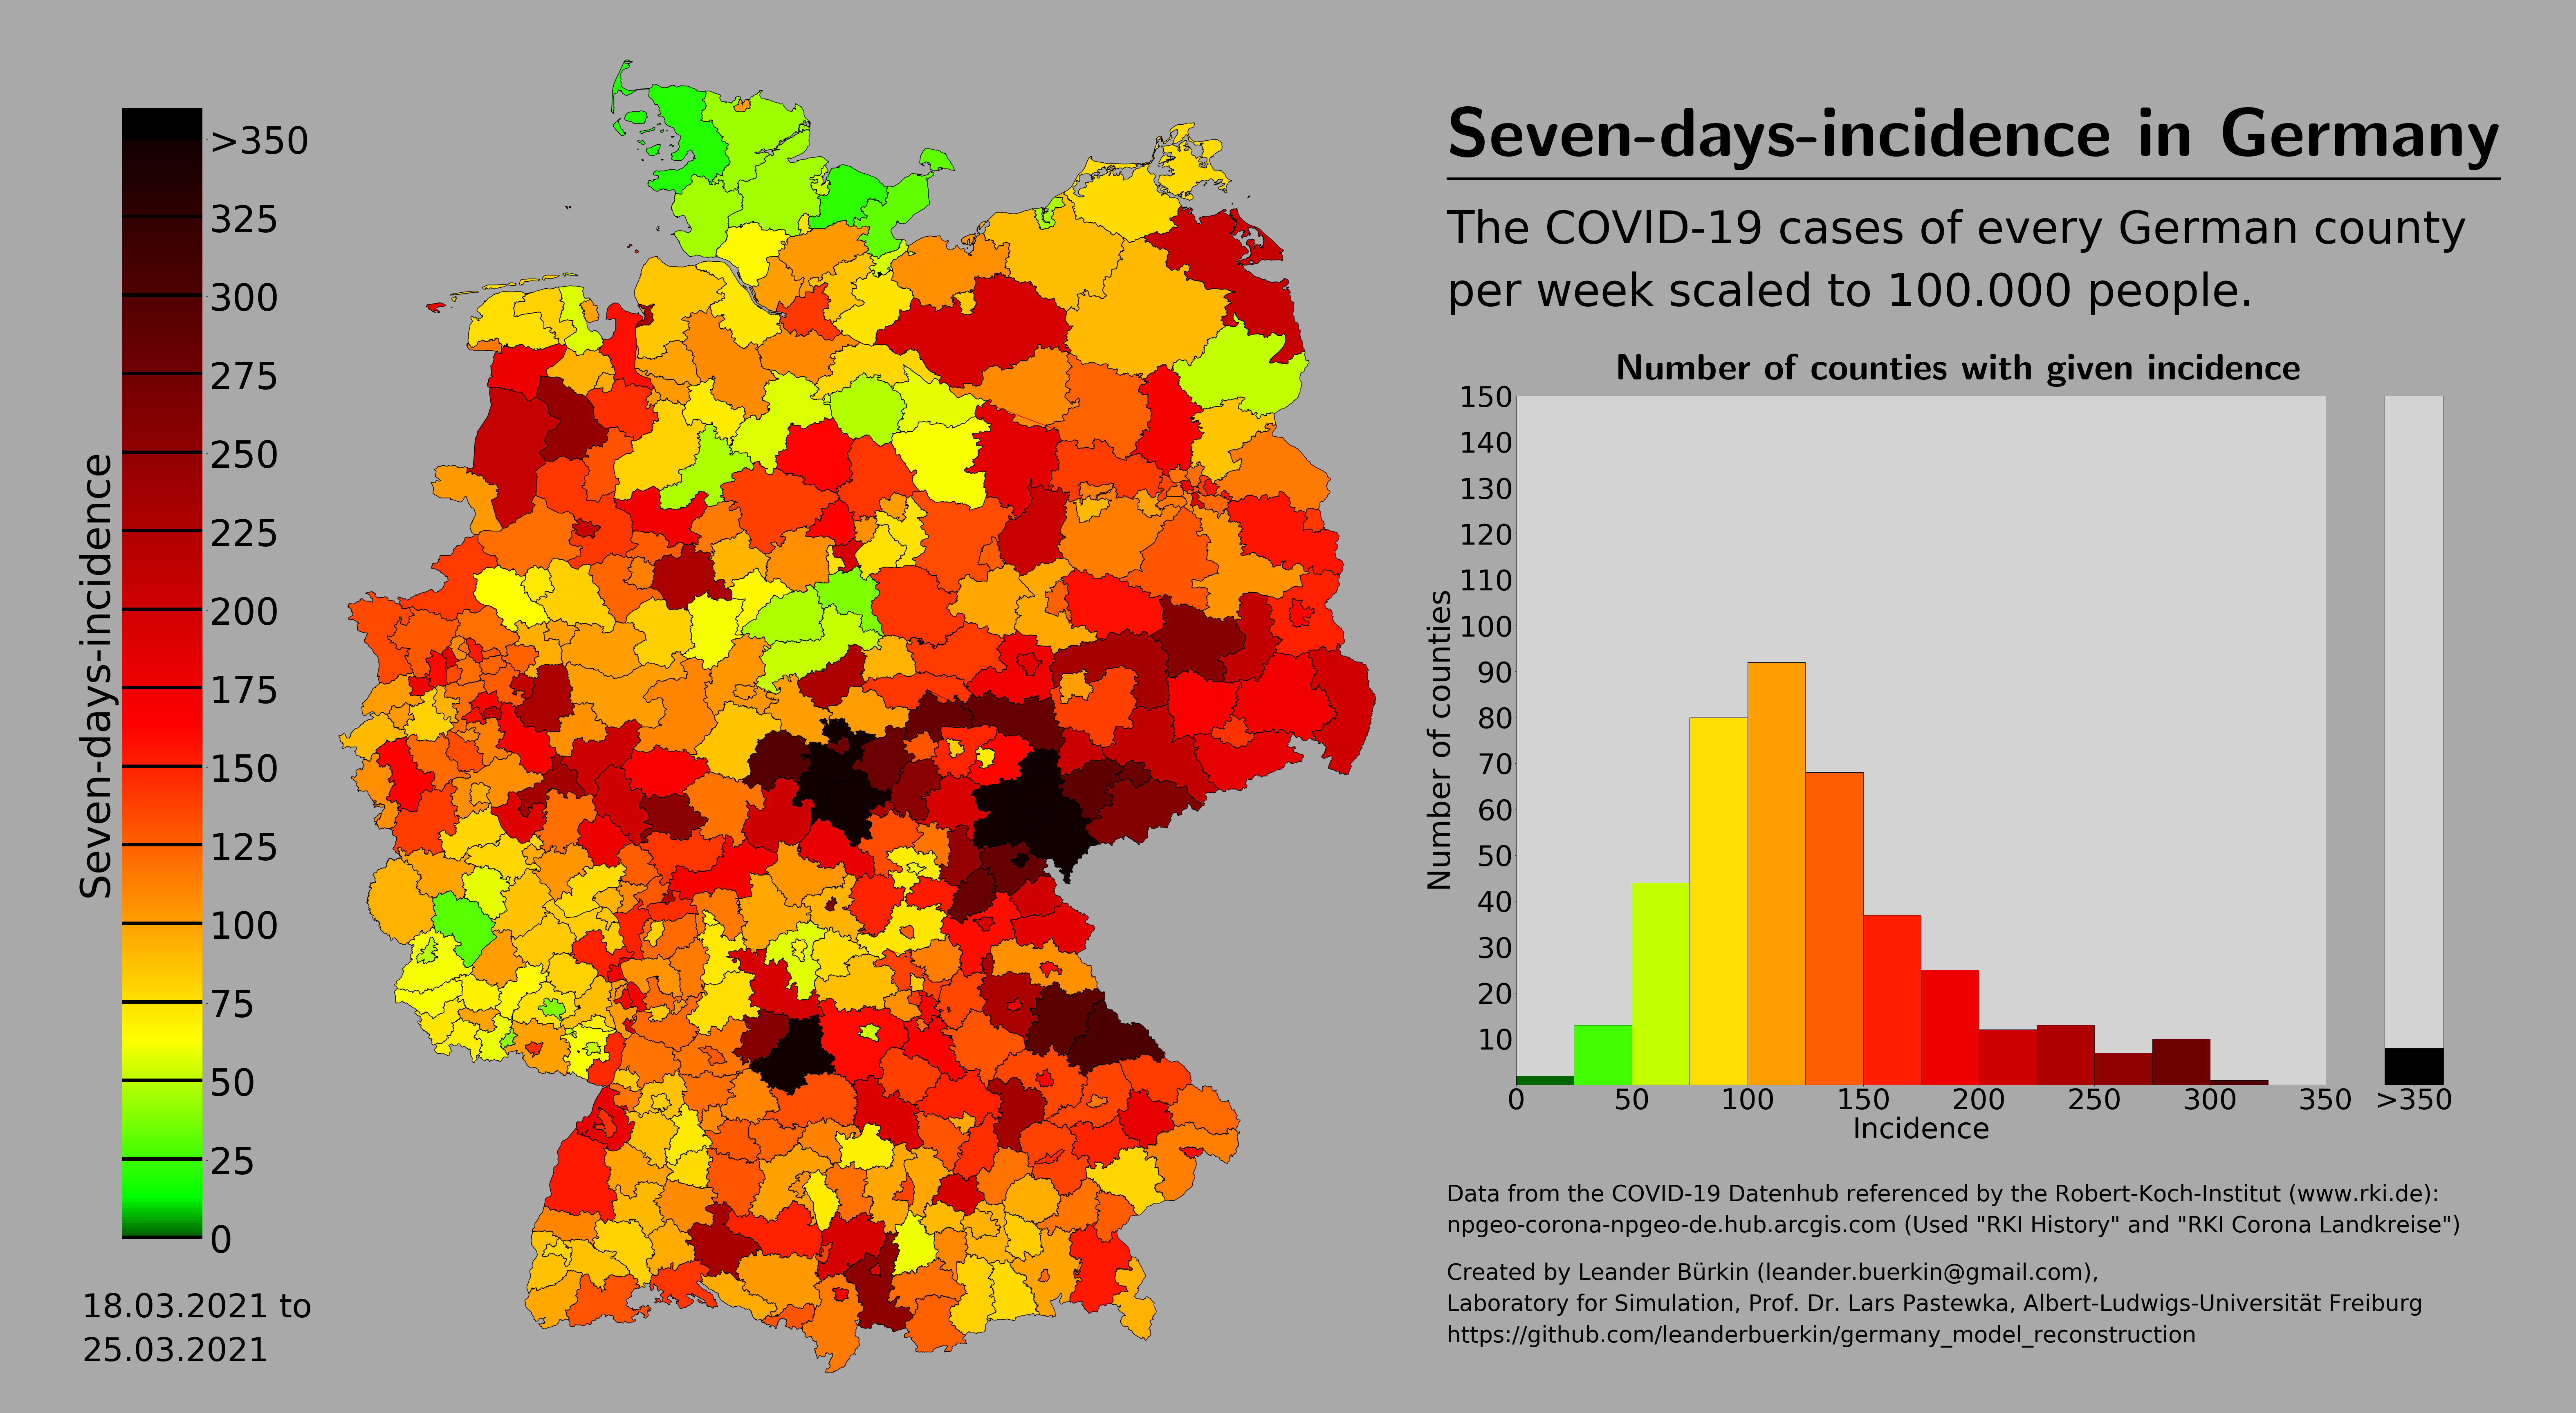 Seven-days-incidence in Germany
The COVID-19 cases of every German county
per week scaled to 100.000 people.
Seven-days-incidence
>350
325
300
275
250
225
200
175
150
125
100
75
50
25
0
18.03.2021 to
25.03.2021
Number of counties with given incidence
Number of counties
150
140
130
120
110
100
90
80
70
60
50
40
30
20
10
0 50 100 150 200 250 300 350 >350
Incidence
Data from the COVID-19 Datenhub referenced by the Robert-Koch-Institut (www.rki.de):
npgeo-corona-npgeo-de.hub.arcgis.com (Used "RKI History" and "RKI Corona Landkreise")
Created by Leander Bürkin (leander.buerkin@gmail.com),
Laboratory for Simulation, Prof. Dr. Lars Pastewka, Albert-Ludwigs-Universität Freiburg
https://github.com/leanderbuerkin/germany_model_reconstruction